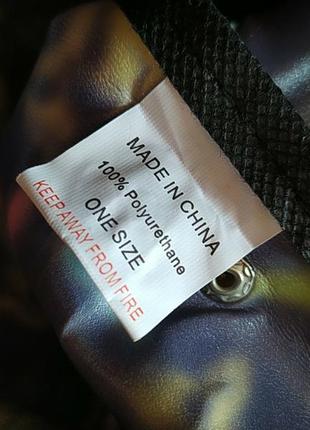 MADE IN CHINA
100% Polyurethane
ONE SIZE
KEEP AWAY FROM FIRE